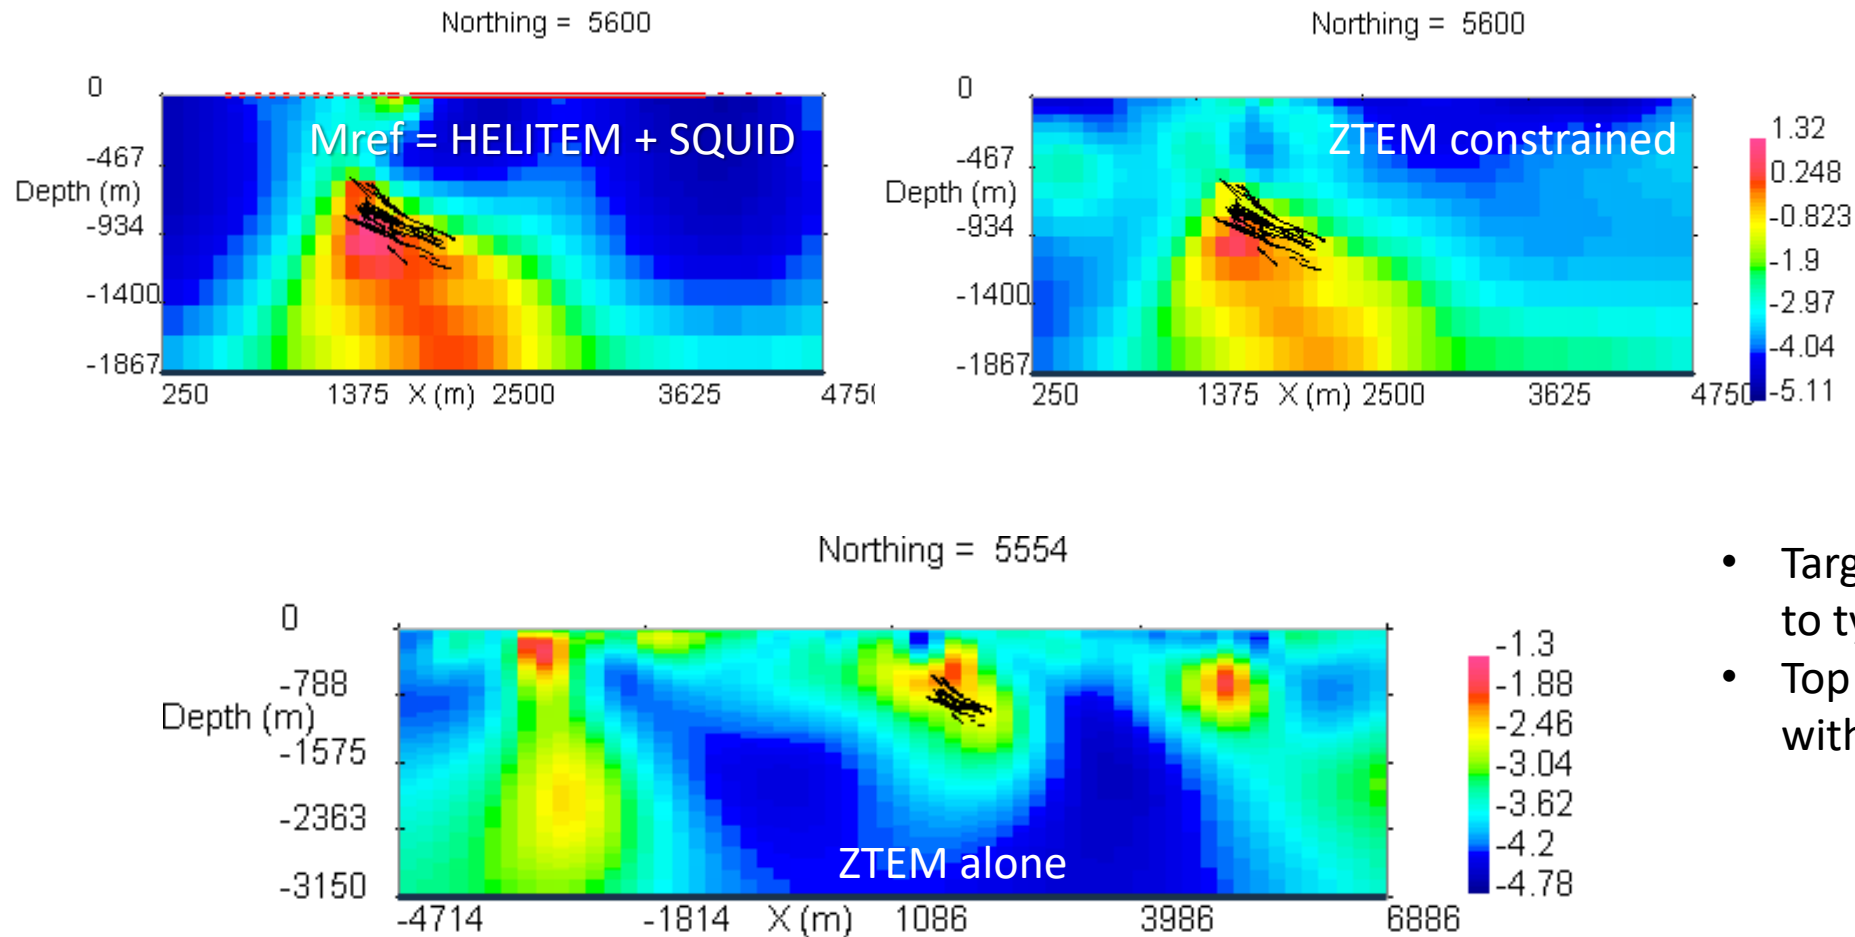 Northing = 5600
0
-467
Depth (m)
-934
-1400
-1867
250 1375 X (m) 2500 3625
Mref = HELITEM + SQUID
Northing = 5600
0
-467
Depth (m)
-934
-1400
-1867
250 1375 X (m) 2500 3625 4750
ZTEM constrained
1.32
0.248
-0.823
-1.9
-2.97
-4.04
-5.11
Northing = 5554
0
-788
Depth (m)
-1575
-2363
-3150
-4714 -1814 X (m) 1086 3986 6886
ZTEM alone
-1.3
-1.88
-2.46
-3.04
-3.62
-4.2
-4.78
•
to
• Top